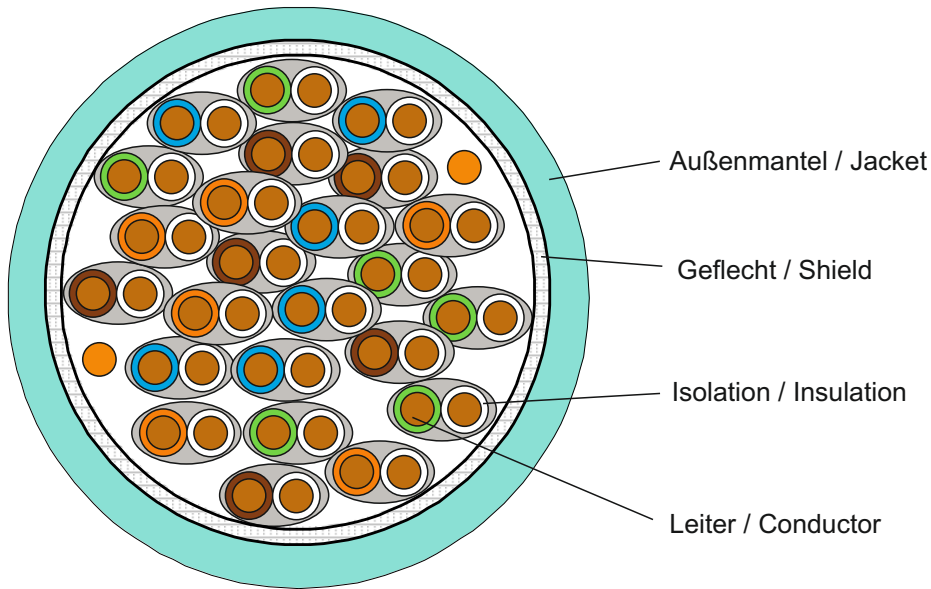 Außenmantel / Jacket
Geflecht / Shield
Isolation / Insulation
Leiter / Conductor